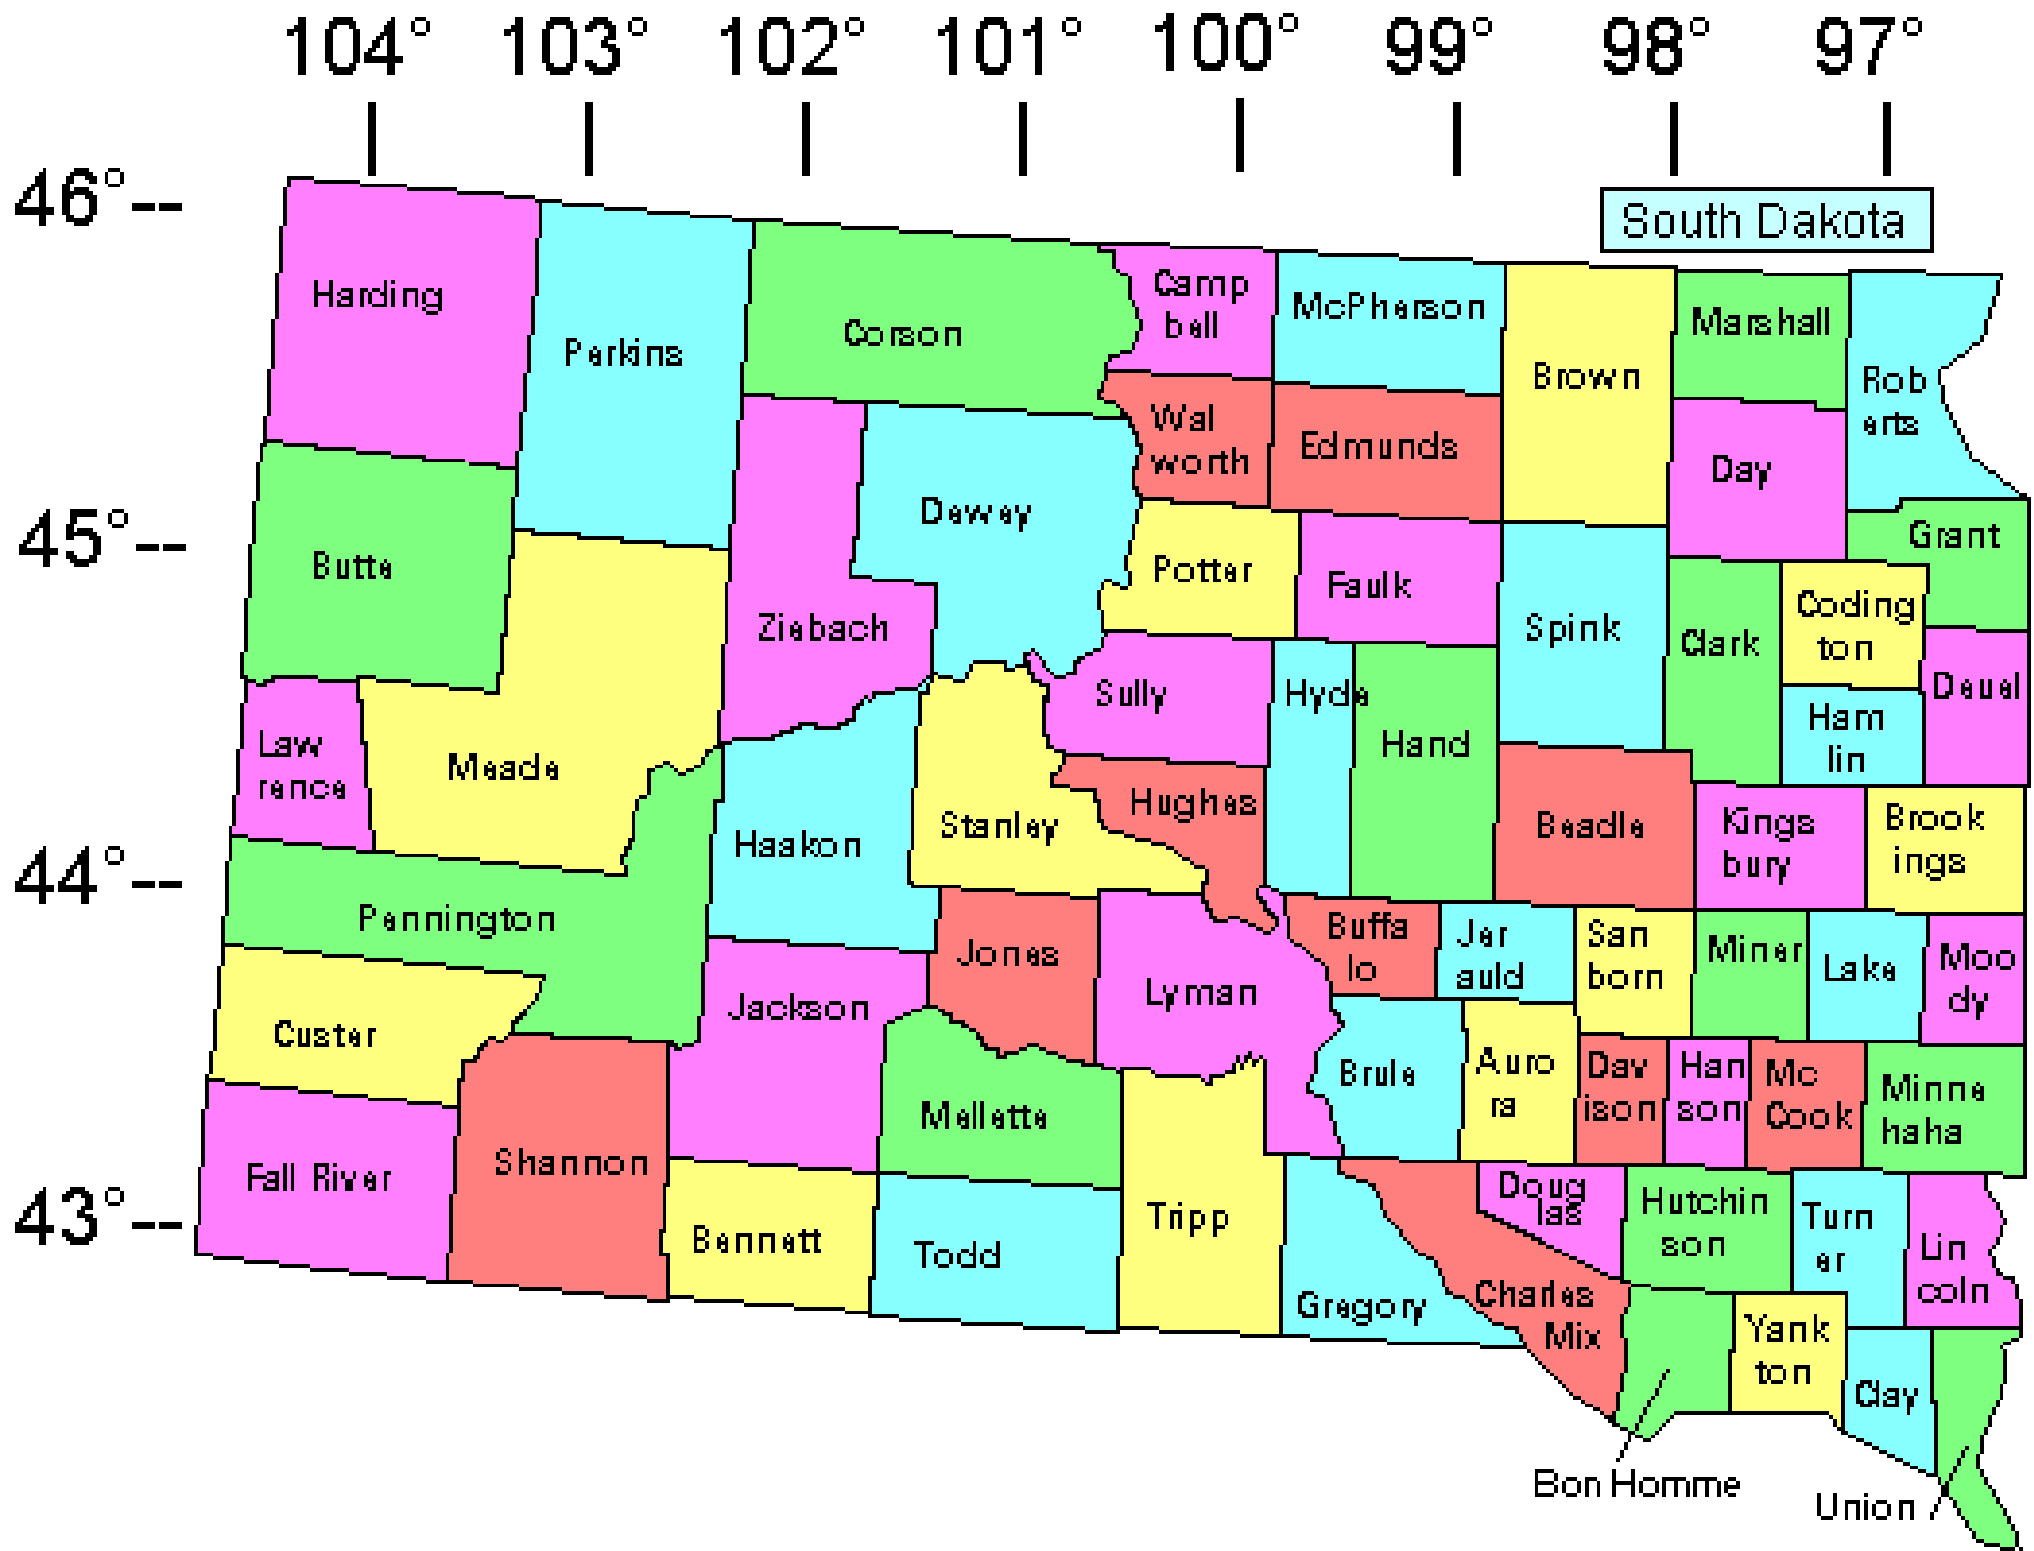 104° 103° 102° 101° 100° 99° 98° 97°
46°--
South Dakota
Harding
Perkins
Corson
Camp
bell
McPherson
Brown
Marshall
Rob
erts
Wal
worth
Edmunds
Day
45°--
Butte
Dewey
Ziebach
Potter
Faulk
Spink
Clark
Grant
Coding
ton
Law
rence
Meade
Sully
Hyde
Hand
Ham
lin
Deuel
Haakon
Stanley
Hughes
Beadle
Kings
bury
Brook
ings
44°--
Pennington
Jones
Lyman
Buffa
lo
Jer
auld
San
born
Miner
Lake
Moo
dy
Custer
Jackson
Mellette
Brule
Auro
ra
Dav
ison
Han
son
Mc
Cook
Minne
haha
Fall River
Shannon
43°--
Bennett
Todd
Tripp
Gregory
Charles
Mix
Doug
las
Hutchin
son
Turn
er
Lin
coln
Yank
ton
Clay
Bon Homme
Union